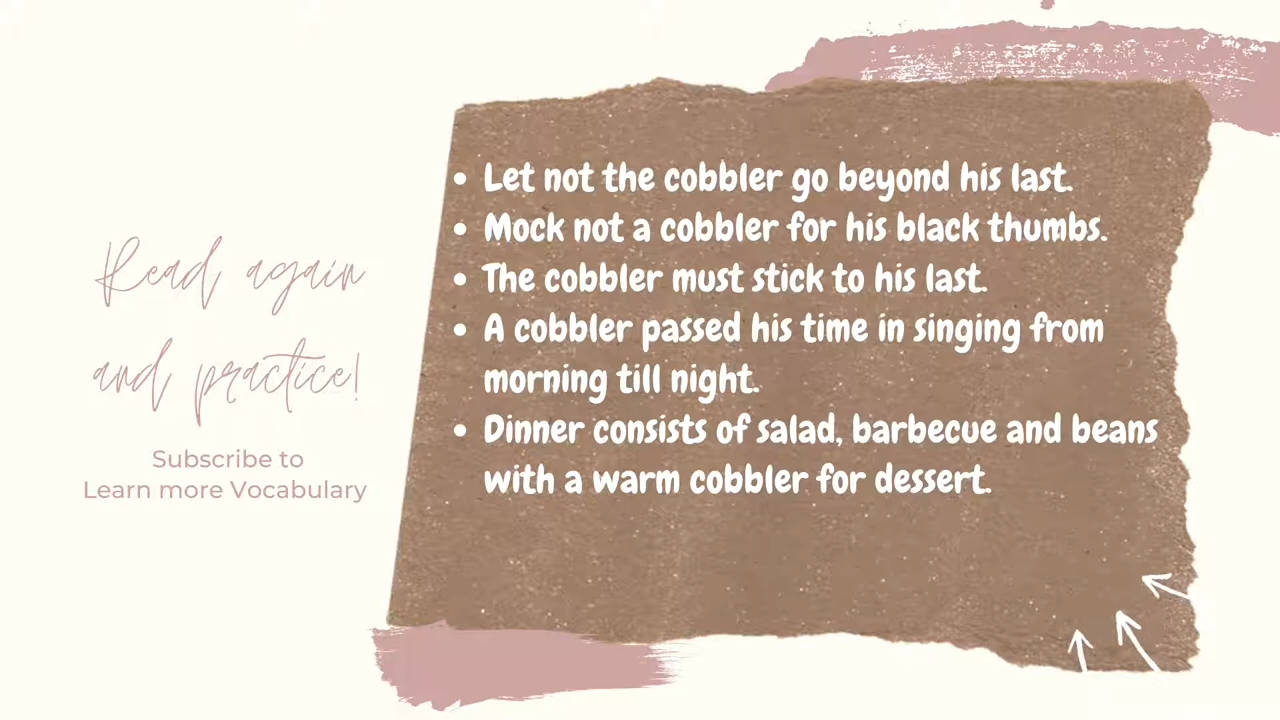 Read again
and practice!
Subscribe to
Learn more Vocabulary
• Let not the cobbler go beyond his last.
• Mock not a cobbler for his black thumbs.
• The cobbler must stick to his last.
• A cobbler passed his time in singing from
morning till night.
• Dinner consists of salad, barbecue and beans
with a warm cobbler for dessert.